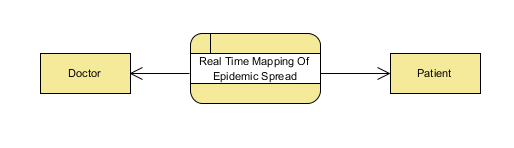 Doctor
Real Time Mapping Of
Epidemic Spread
Patient